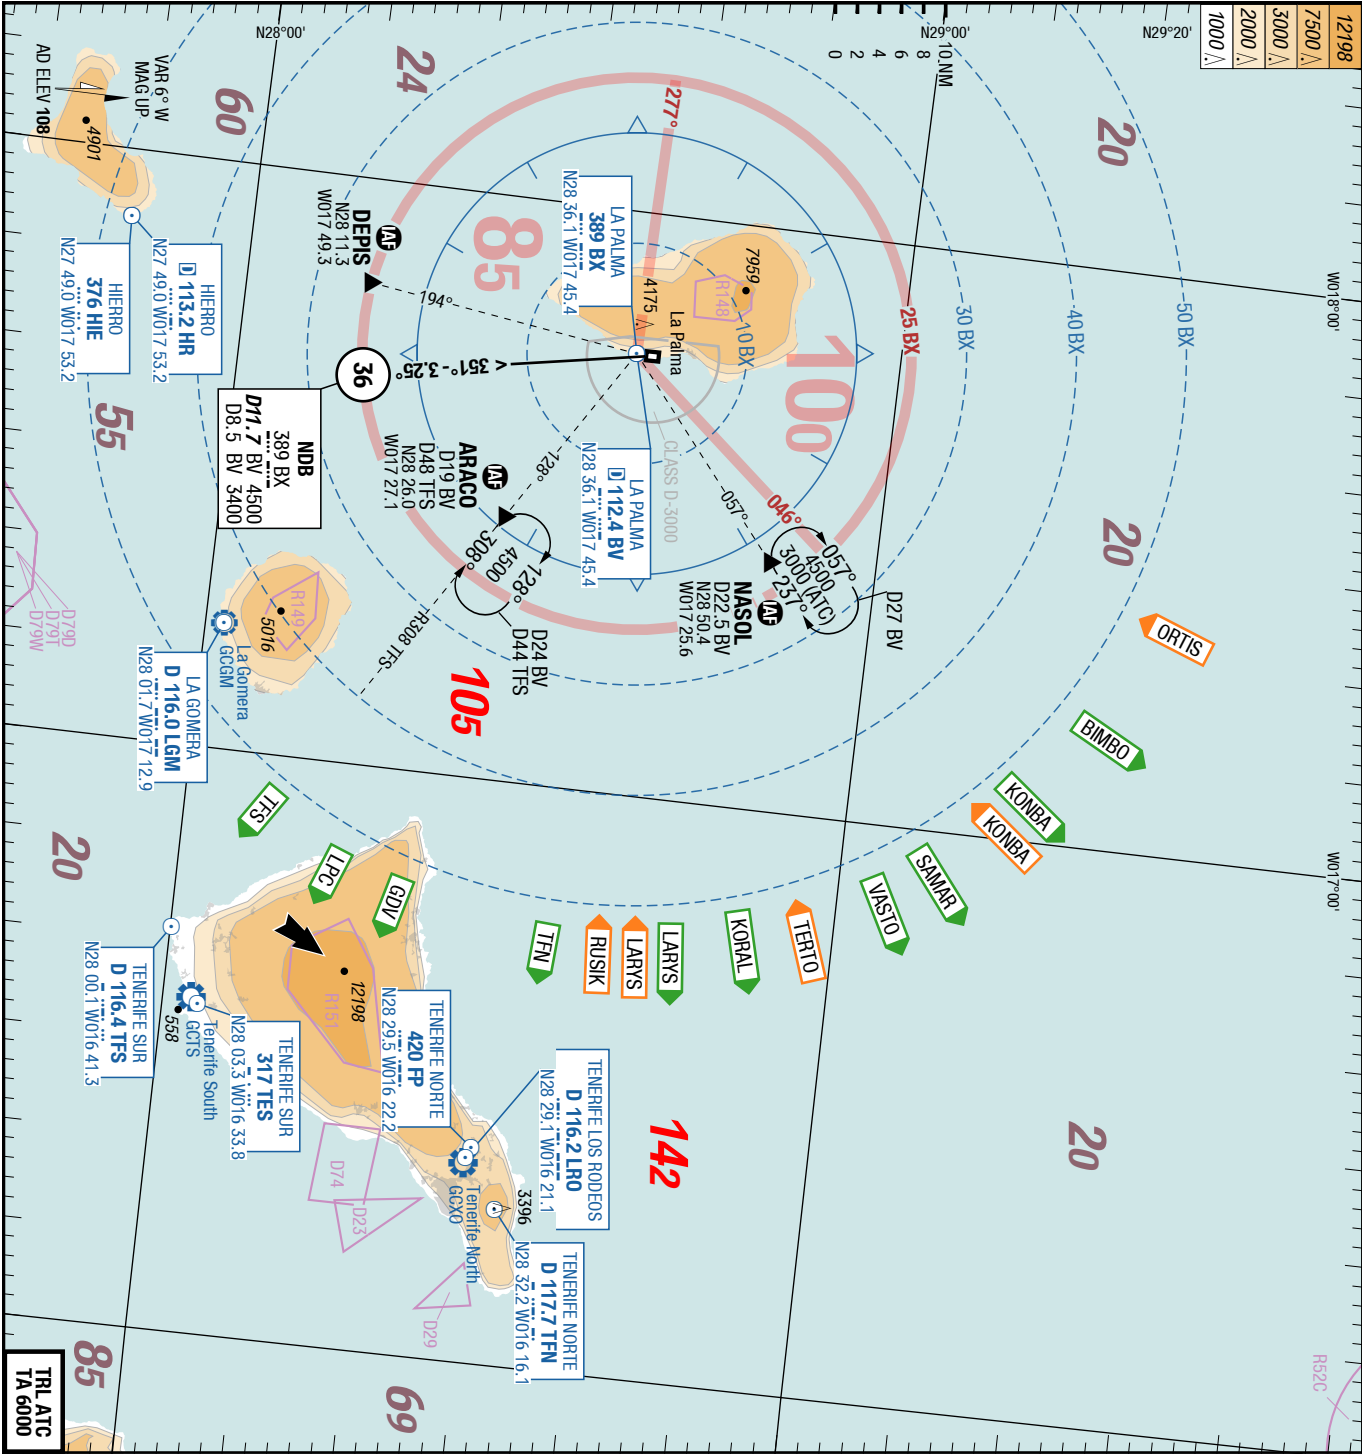 12198
7500
3000
2000
1000
N28°00'
N29°00'
N29°20'
W018°00'
W017°00'
0
2
4
6
8
10 NM
VAR 6° W
MAG UP
AD ELEV 108
4901
60
24
20
20
20
20
55
85
100
105
142
85
69
277°
046°
25 BX
10 BX
30 BX
40 BX
50 BX
LA PALMA
389 BX
N28 36.1 W017 45.4
7959
R148
4175
La Palma
CLASS D-3000
LA PALMA
D 112.4 BV
N28 36.1 W017 45.4
IAF
DEPIS
N28 11.3
W017 49.3
194°
< 351° - 3.25°
36
NDB
389 BX
D11.7 BV 4500
D8.5 BV 3400
HIERRO
D 113.2 HR
N27 49.0 W017 53.2
HIERRO
376 HIE
N27 49.0 W017 53.2
IAF
ARACO
D19 BV
D48 TFS
N28 26.0
W017 27.1
128°
128°
4500
308°
D24 BV
D44 TFS
R308 TFS
057°
057°
4500
3000 (ATC)
237°
D27 BV
IAF
NASOL
D22.5 BV
N28 50.4
W017 25.6
D79D
D79T
D79W
R149
5016
La Gomera
GCGM
LA GOMERA
D 116.0 LGM
N28 01.7 W017 12.9
ORTIS
BIMBO
KONBA
KONBA
SAMAR
VASTO
TERTO
KORAL
LARYS
LARYS
RUSIK
TFN
GDV
LPC
TFS
12198
R151
TENERIFE NORTE
420 FP
N28 29.5 W016 22.2
TENERIFE LOS RODEOS
D 116.2 LRO
N28 29.1 W016 21.1
TENERIFE SUR
D 116.4 TFS
N28 00.1 W016 41.3
558
Tenerife South
GCTS
TENERIFE SUR
317 TES
N28 03.3 W016 33.8
D74
D23
D29
Tenerife North
GCXO
3396
TENERIFE NORTE
D 117.7 TFN
N28 32.2 W016 16.1
R52C
TRL ATC
TA 6000